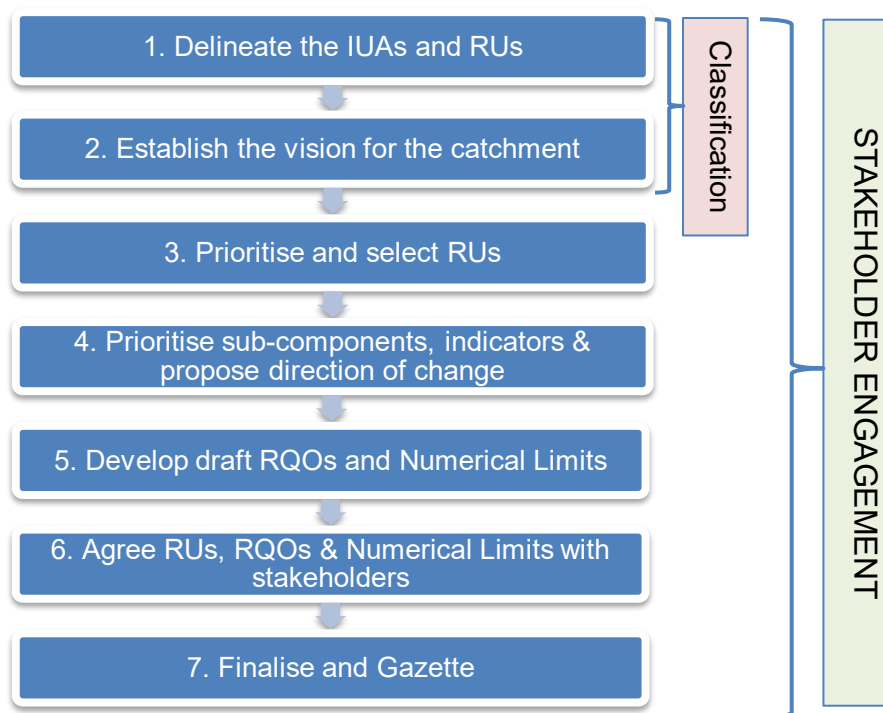 1. Delineate the IUAs and RUs
2. Establish the vision for the catchment
3. Prioritise and select RUs
4. Prioritise sub-components, indicators &
propose direction of change
5. Develop draft RQOs and Numerical Limits
6. Agree RUs, RQOs & Numerical Limits with
stakeholders
7. Finalise and Gazette
Classification
STAKEHOLDER ENGAGEMENT